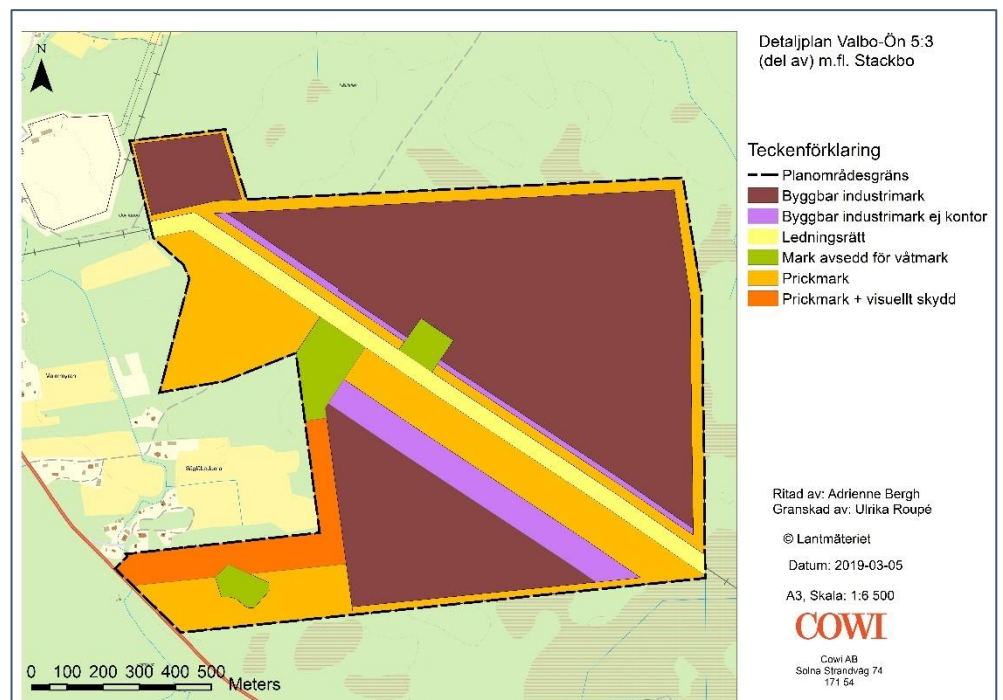 N
Detaljplan Valbo-Ön 5:3
(del av) m.fl. Stackbo
Teckenförklaring
Planområdesgräns
Byggbar industrimark
Byggbar industrimark ej kontor
Ledningsrätt
Mark avsedd för våtmark
Prickmark
Prickmark + visuellt skydd
Ritad av: Adrienne Bergh
Granskad av: Ulrika Roupé
© Lantmäteriet
Datum: 2019-03-05
A3, Skala: 1:6 500
COWI
Cowi AB
Solna Strandväg 74
171 54
0 100 200 300 400 500
Meters